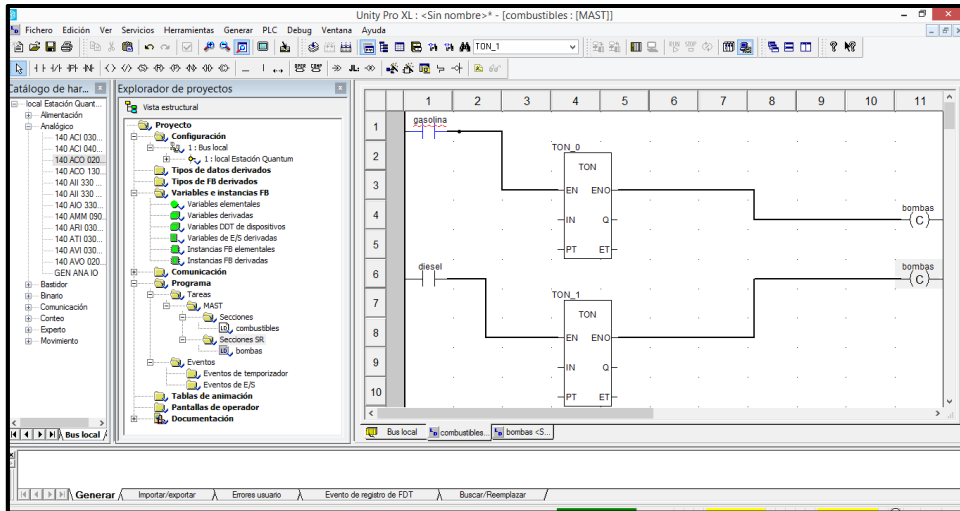 Unity Pro XL : <Sin nombre>* - [combustibles : [MAST]]
Fichero Edición Ver Servicios Herramientas Generar PLC Debug Ventana Ayuda
TON_1
Catálogo de har...
local Estación Quant...
Alimentación
Analógico
140 ACI 030...
140 ACI 040...
140 ACO 020...
140 ACO 130...
140 AII 330 ...
140 AII 330 ...
140 AIO 330...
140 AMM 090...
140 ARI 030...
140 ATI 030...
140 AVI 030...
140 AVO 020...
GEN ANA IO
Bastidor
Binario
Comunicación
Conteo
Experto
Movimiento
Bus local
Explorador de proyectos
Vista estructural
Proyecto
Configuración
1 : Bus local
1 : local Estación Quantum
Tipos de datos derivados
Tipos de FB derivados
Variables e instancias FB
Variables elementales
Variables derivadas
Variables DDT de dispositivos
Variables de E/S derivadas
Instancias FB elementales
Instancias FB derivadas
Comunicación
Programa
Tareas
MAST
Secciones
combustibles
Secciones SR
bombas
Eventos
Eventos de temporizador
Eventos de E/S
Tablas de animación
Pantallas de operador
Documentación
1 2 3 4 5 6 7 8 9 10 11
1 gasolina
2 TON_0
TON
3 EN ENO
4 IN Q bombas
C
5 PT ET
6 diesel bombas
C
7 TON_1
TON
8 EN ENO
9 IN Q
10 PT ET
Bus local combustibles... bombas <S...
Generar Importar/exportar Errores usuario Evento de registro de FDT Buscar/Reemplazar